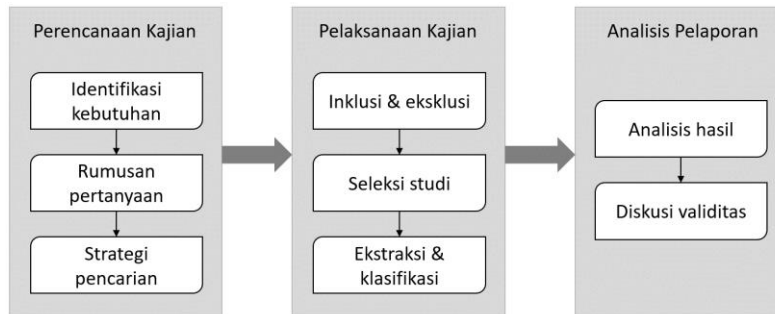 Perencanaan Kajian
Identifikasi
kebutuhan
Rumusan
pertanyaan
Strategi
pencarian
Pelaksanaan Kajian
Inklusi & eksklusi
Seleksi studi
Ekstraksi &
klasifikasi
Analisis Pelaporan
Analisis hasil
Diskusi validitas